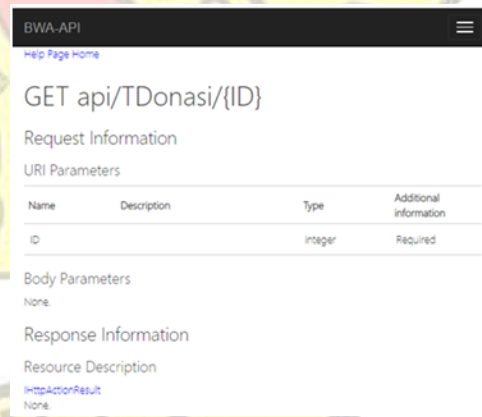 BWA-API
Help Page Home
GET api/TDonasi/{ID}
Request Information
URI Parameters
Name Description Type Additional information
ID integer Required
Body Parameters
None.
Response Information
Resource Description
IHttpActionResult
None.